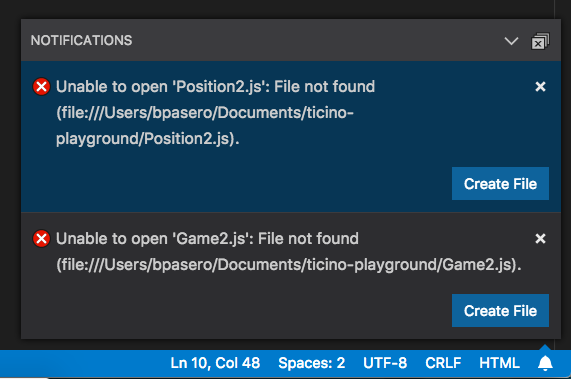 NOTIFICATIONS
Unable to open 'Position2.js': File not found
(file:///Users/bpasero/Documents/ticino-
playground/Position2.js).
Create File
Unable to open 'Game2.js': File not found
(file:///Users/bpasero/Documents/ticino-playground/Game2.js).
Create File
Ln 10, Col 48 Spaces: 2 UTF-8 CRLF HTML